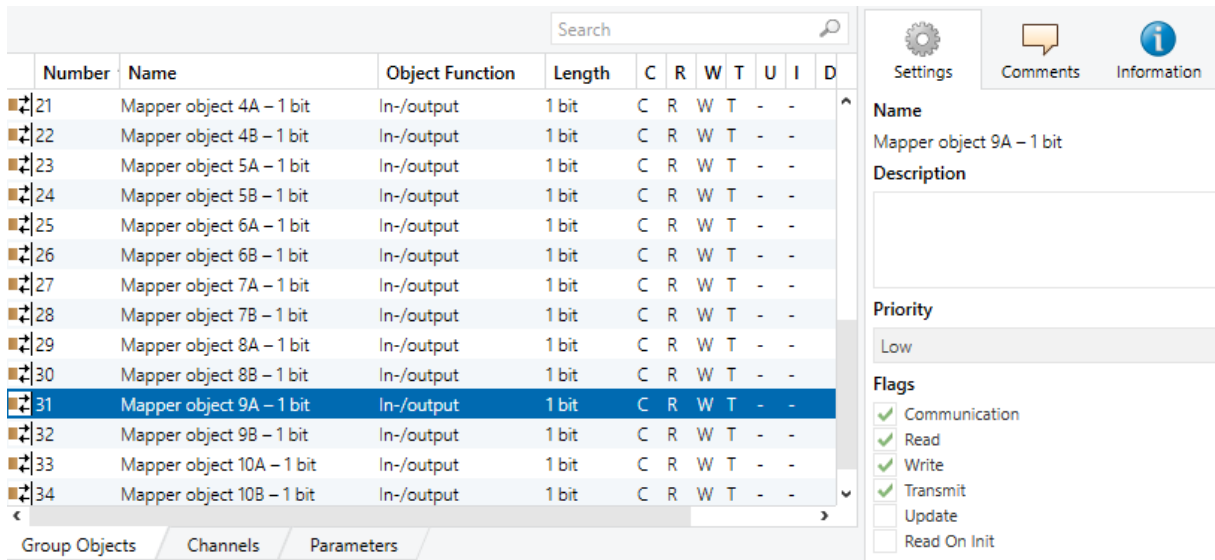 Search
Number Name Object Function Length C R W T U I D
21 Mapper object 4A – 1 bit In-/output 1 bit C R W T - -
22 Mapper object 4B – 1 bit In-/output 1 bit C R W T - -
23 Mapper object 5A – 1 bit In-/output 1 bit C R W T - -
24 Mapper object 5B – 1 bit In-/output 1 bit C R W T - -
25 Mapper object 6A – 1 bit In-/output 1 bit C R W T - -
26 Mapper object 6B – 1 bit In-/output 1 bit C R W T - -
27 Mapper object 7A – 1 bit In-/output 1 bit C R W T - -
28 Mapper object 7B – 1 bit In-/output 1 bit C R W T - -
29 Mapper object 8A – 1 bit In-/output 1 bit C R W T - -
30 Mapper object 8B – 1 bit In-/output 1 bit C R W T - -
31 Mapper object 9A – 1 bit In-/output 1 bit C R W T - -
32 Mapper object 9B – 1 bit In-/output 1 bit C R W T - -
33 Mapper object 10A – 1 bit In-/output 1 bit C R W T - -
34 Mapper object 10B – 1 bit In-/output 1 bit C R W T - -
Group Objects Channels Parameters
Settings Comments Information
Name
Mapper object 9A – 1 bit
Description
Priority
Low
Flags
Communication
Read
Write
Transmit
Update
Read On Init